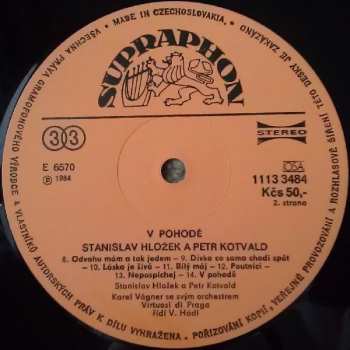 VŠECHNA PRÁVA GRAMOFONOVÉHO VÝROBCE A VLASTNÍKŮ AUTORSKÝCH PRÁV K DÍLU VYHRAŽENA • POŘIZOVÁNÍ KOPIÍ, VEŘEJNÉ PROVOZOVÁNÍ A ROZHLASOVÉ ŠÍŘENÍ TÉTO DESKY JE ZAKÁZÁNO
• MADE IN CZECHOSLOVAKIA •
SUPRAPHON
33
STEREO
E 6570
℗ 1984
OSA
1113 3484
Kčs 50,-
2. strana
V POHODĚ
STANISLAV HLOŽEK A PETR KOTVALD
8. Odvahu mám a tak jedem – 9. Dívka co sama chodí spát
– 10. Láska je živá – 11. Bílý máj – 12. Poutníci –
13. Nepospíchej – 14. V pohodě
Stanislav Hložek a Petr Kotvald
Karel Vágner se svým orchestrem
Virtuosi di Praga
řídí V. Hádl